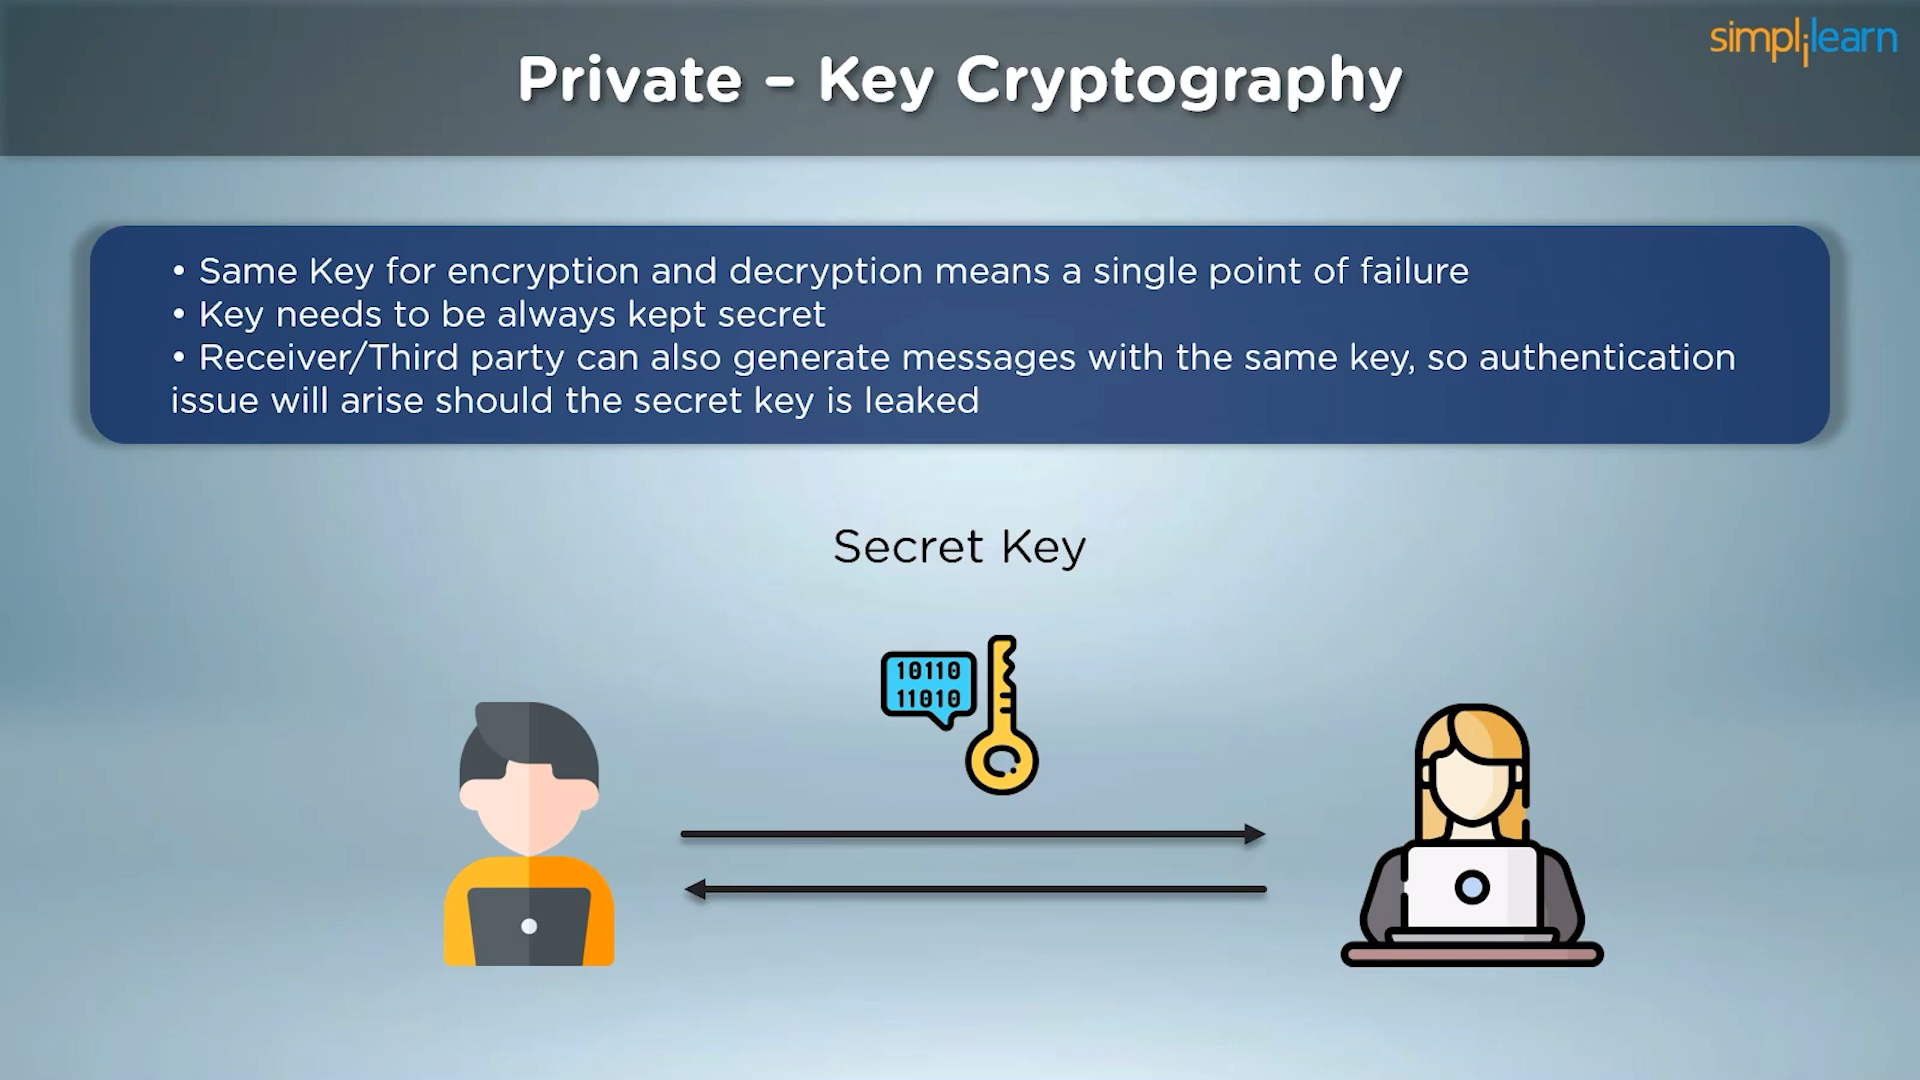 simplilearn
Private – Key Cryptography
• Same Key for encryption and decryption means a single point of failure
• Key needs to be always kept secret
• Receiver/Third party can also generate messages with the same key, so authentication
issue will arise should the secret key is leaked
Secret Key
10110
11010